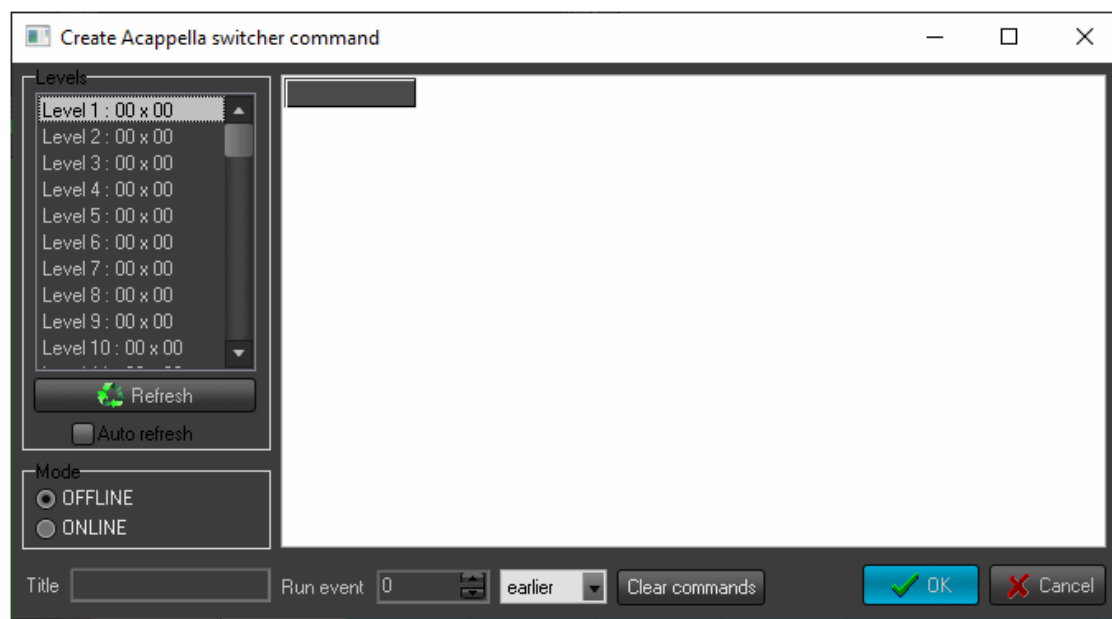 Create Acappella switcher command
Levels
Level 1 : 00 x 00
Level 2 : 00 x 00
Level 3 : 00 x 00
Level 4 : 00 x 00
Level 5 : 00 x 00
Level 6 : 00 x 00
Level 7 : 00 x 00
Level 8 : 00 x 00
Level 9 : 00 x 00
Level 10 : 00 x 00
Refresh
Auto refresh
Mode
OFFLINE
ONLINE
Title Run event 0 earlier Clear commands OK Cancel